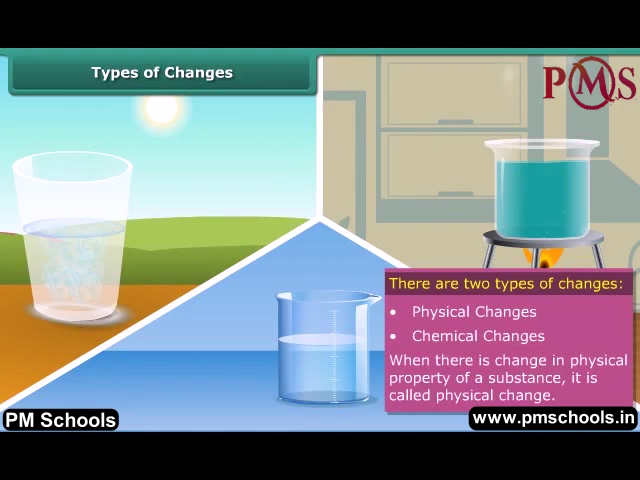 Types of Changes
PMS
There are two types of changes:
• Physical Changes
• Chemical Changes
When there is change in physical
property of a substance, it is
called physical change.
PM Schools
www.pmschools.in